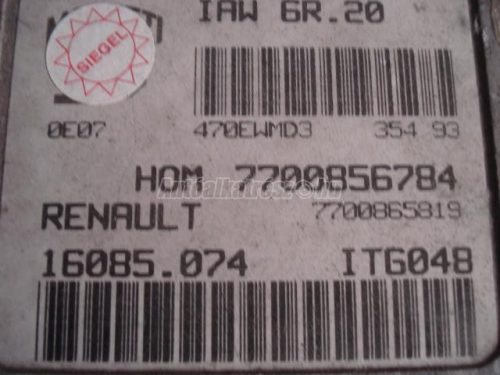 IAW 6R.20
SIEGEL
0E07 470EWMD3 354 93
HOM 7700856784
RENAULT 7700865819
16085.074 ITG048